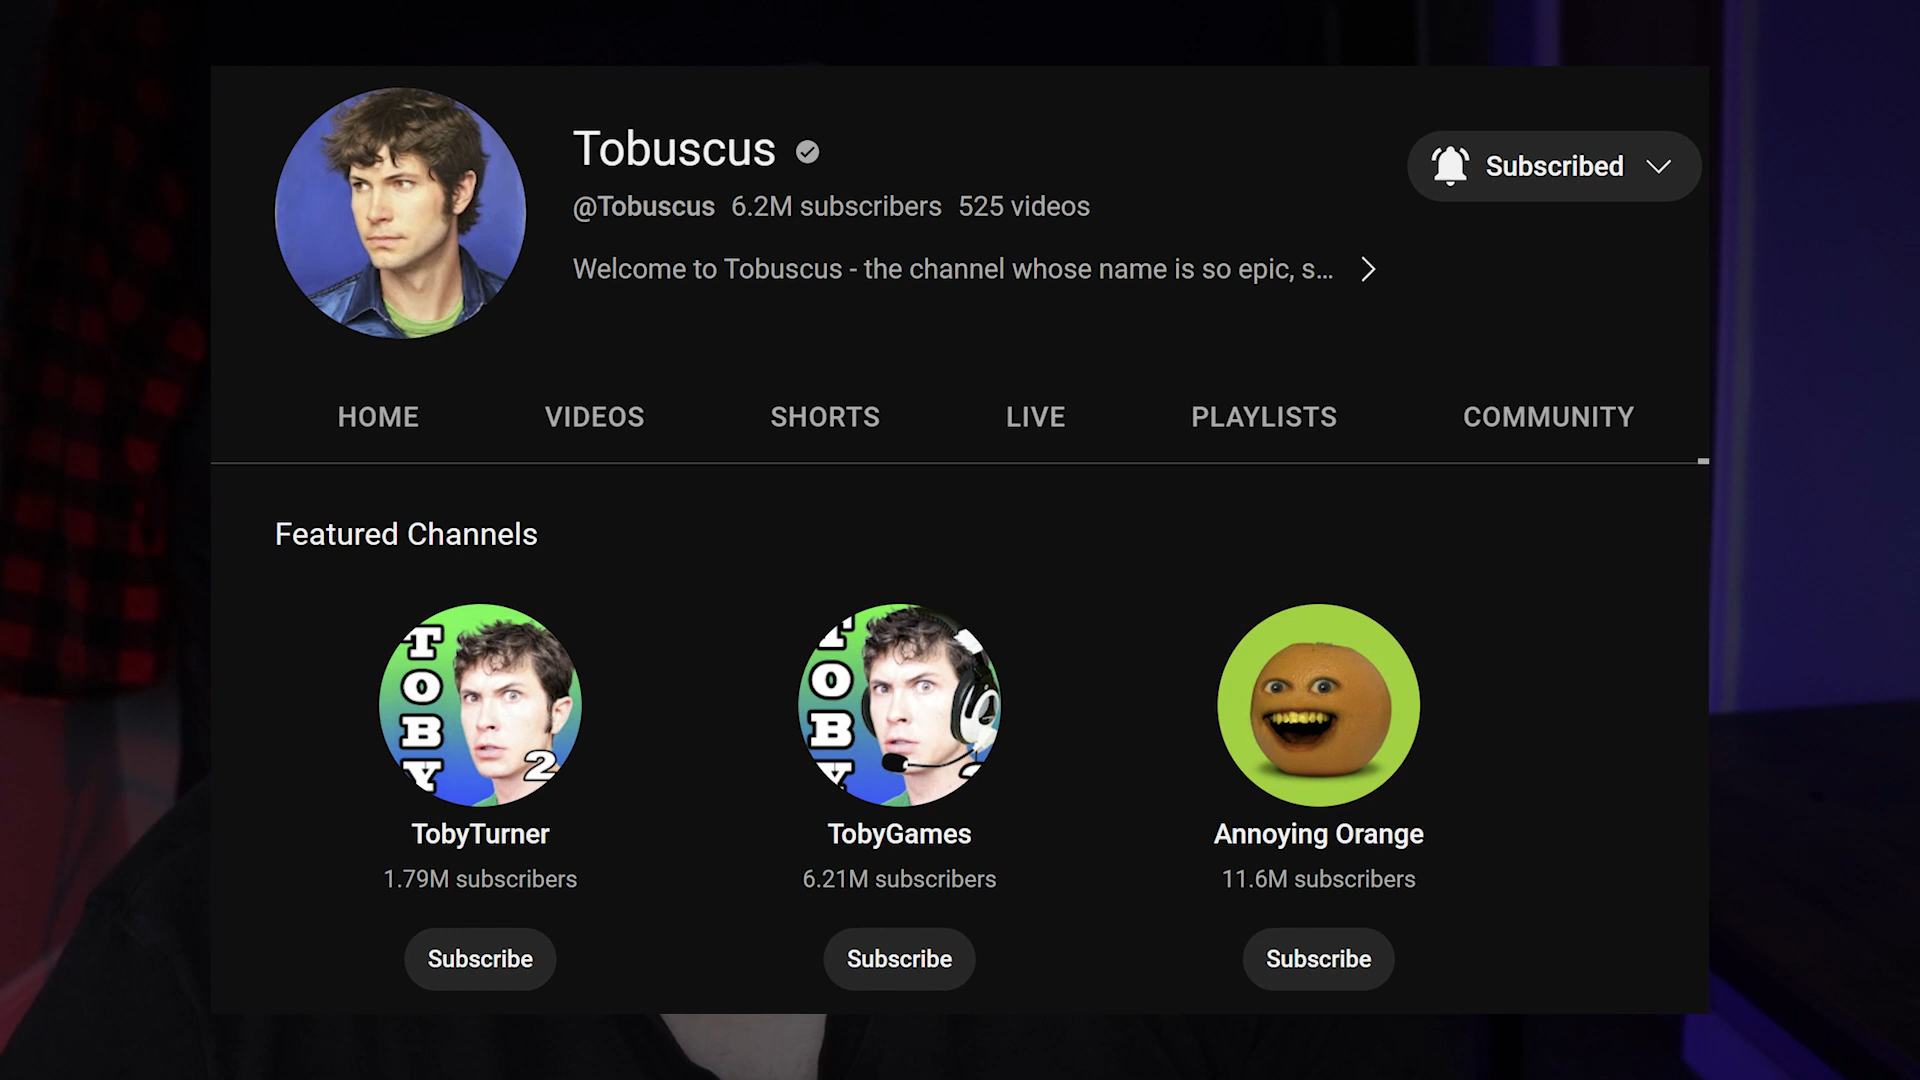 Tobuscus
@Tobuscus 6.2M subscribers 525 videos
Subscribed
Welcome to Tobuscus - the channel whose name is so epic, s...
HOME VIDEOS SHORTS LIVE PLAYLISTS COMMUNITY
Featured Channels
TOBY 2
TOBY
TobyTurner TobyGames Annoying Orange
1.79M subscribers 6.21M subscribers 11.6M subscribers
Subscribe Subscribe Subscribe